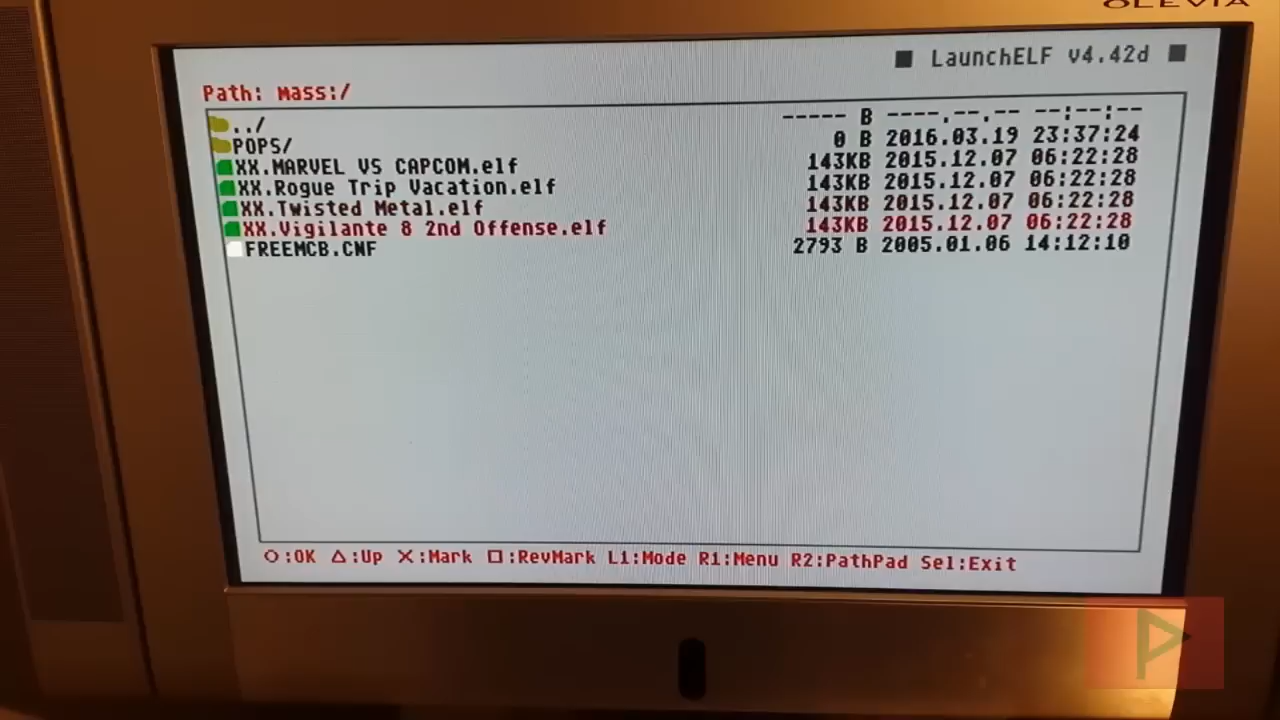 OLEVIA
■ LaunchELF v4.42d ■
Path: mass:/
../ ----- B ----.--.-- --:--:--
POPS/ 0 B 2016.03.19 23:37:24
XX.MARVEL VS CAPCOM.elf 143KB 2015.12.07 06:22:28
XX.Rogue Trip Vacation.elf 143KB 2015.12.07 06:22:28
XX.Twisted Metal.elf 143KB 2015.12.07 06:22:28
XX.Vigilante 8 2nd Offense.elf 143KB 2015.12.07 06:22:28
FREEMCB.CNF 2793 B 2005.01.06 14:12:10
○:OK △:Up ✕:Mark □:RevMark L1:Mode R1:Menu R2:PathPad Sel:Exit